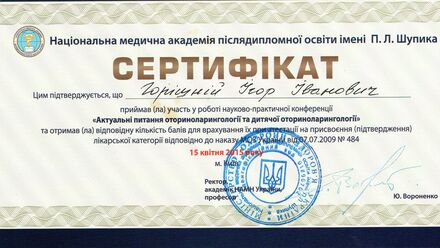 Національна медична академія післядипломної освіти імені П. Л. Шупика
СЕРТИФІКАТ
Цим підтверджується, що Горішній Ігор Іванович
приймав (ла) участь у роботі науково-практичної конференції
«Актуальні питання оториноларингології та дитячої оториноларингології»
та отримав (ла) відповідну кількість балів для врахування їх при атестації на присвоєння (підтвердження)
лікарської категорії відповідно до наказу МОЗ України від 07.07.2009 № 484
15 квітня 2015 року
м. Київ
Ректор,
академік НАМН України,
професор
Ю. Вороненко